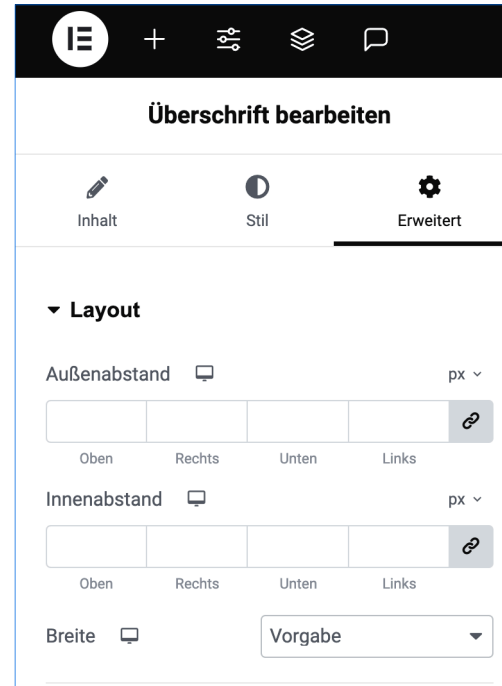 Überschrift bearbeiten
Inhalt Stil Erweitert
Layout
Außenabstand px
Oben Rechts Unten Links
Innenabstand px
Oben Rechts Unten Links
Breite Vorgabe